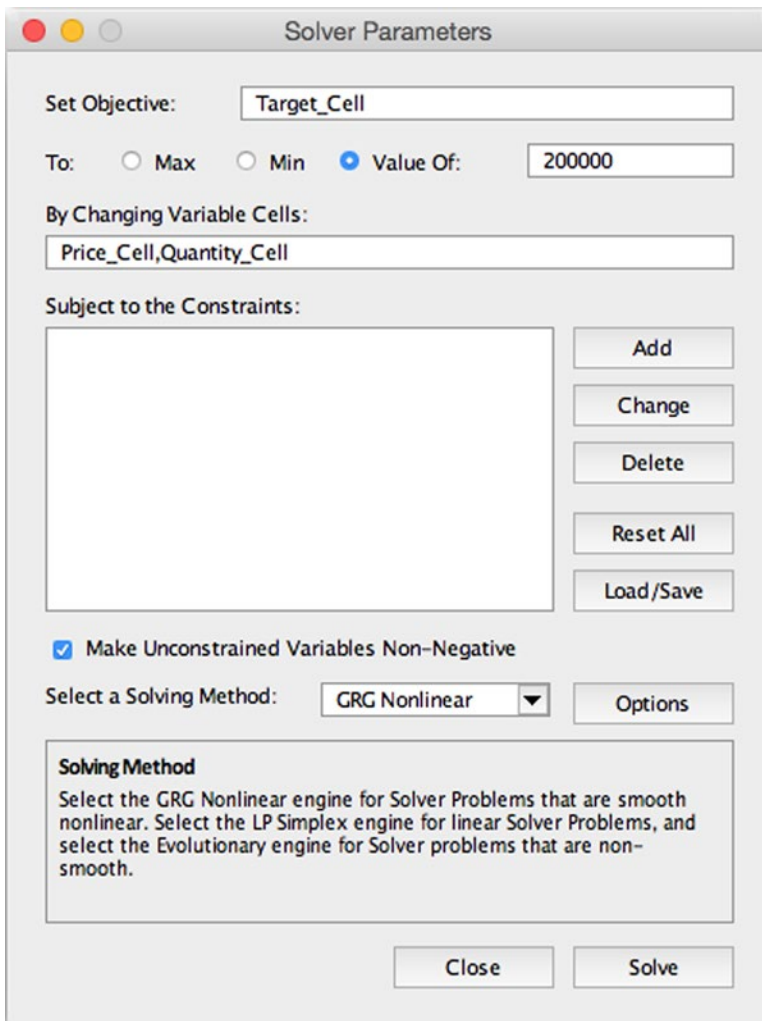 Solver Parameters
Set Objective: Target_Cell
To: Max Min Value Of: 200000
By Changing Variable Cells:
Price_Cell,Quantity_Cell
Subject to the Constraints:
Add
Change
Delete
Reset All
Load/Save
Make Unconstrained Variables Non-Negative
Select a Solving Method: GRG Nonlinear Options
Solving Method
Select the GRG Nonlinear engine for Solver Problems that are smooth
nonlinear. Select the LP Simplex engine for linear Solver Problems, and
select the Evolutionary engine for Solver problems that are non-
smooth.
Close Solve